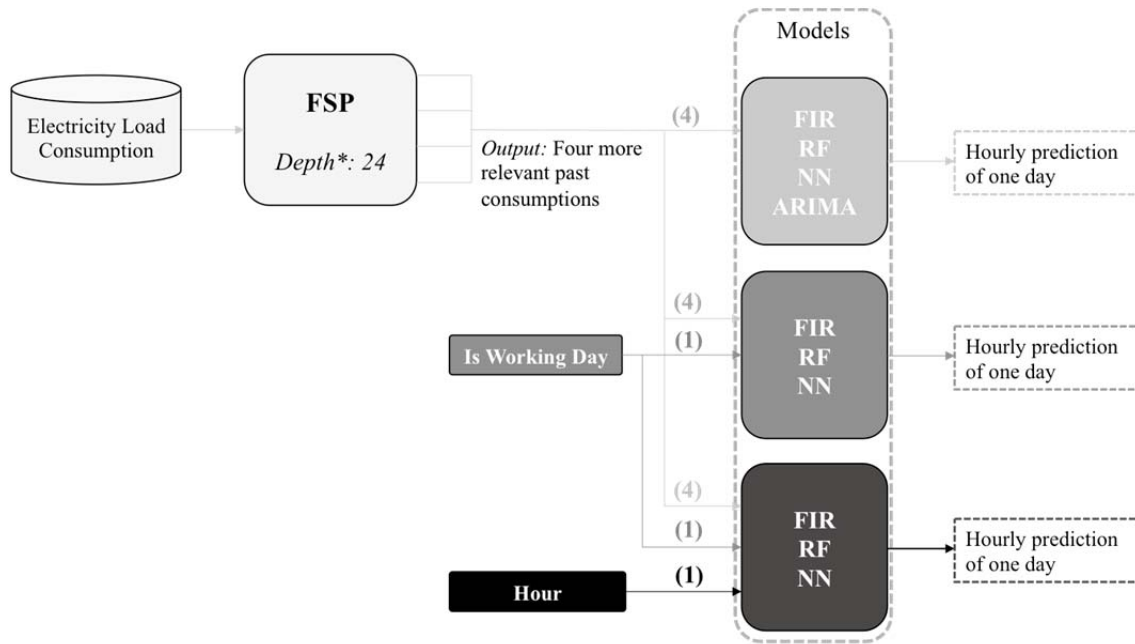 Models
Electricity Load
Consumption
FSP
Depth*: 24
Output: Four more
relevant past
consumptions
(4)
FIR
RF
NN
ARIMA
Hourly prediction
of one day
Is Working Day
(4)
(1)
FIR
RF
NN
Hourly prediction
of one day
Hour
(4)
(1)
(1)
FIR
RF
NN
Hourly prediction
of one day